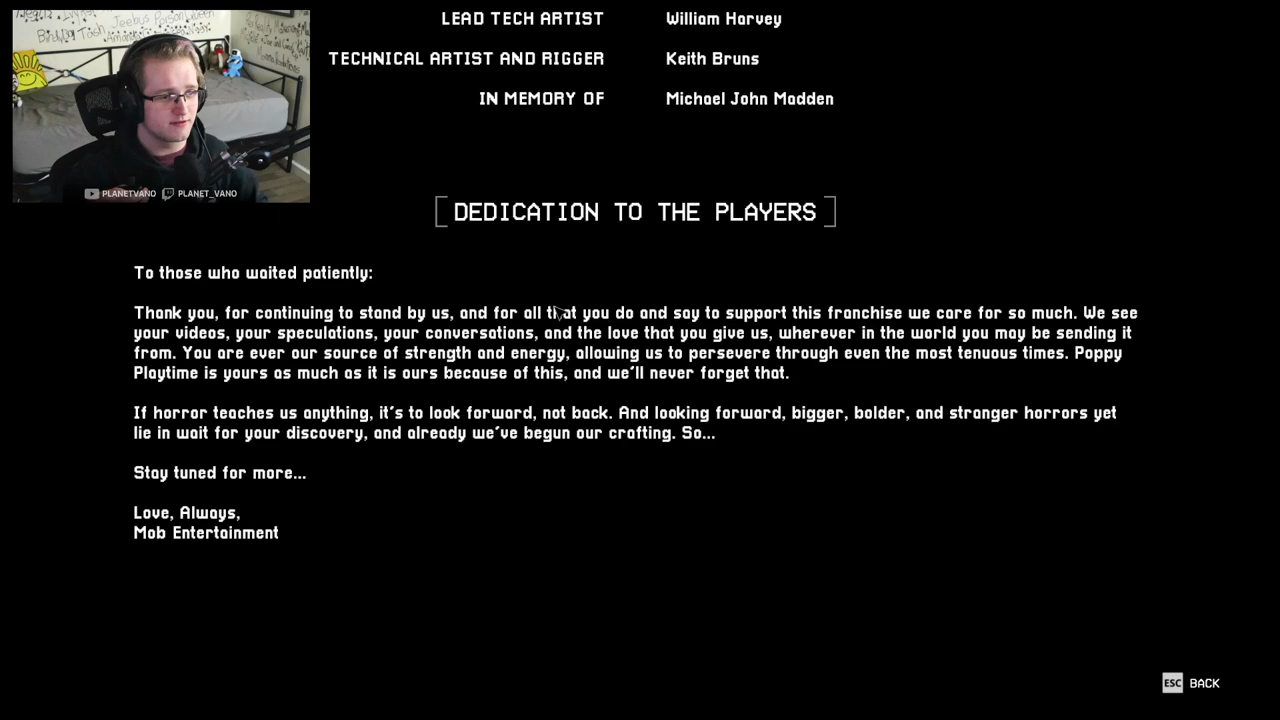 LEAD TECH ARTIST William Harvey
TECHNICAL ARTIST AND RIGGER Keith Bruns
IN MEMORY OF Michael John Madden
PLANETVANO PLANET_VANO
DEDICATION TO THE PLAYERS
To those who waited patiently:
Thank you, for continuing to stand by us, and for all that you do and say to support this franchise we care for so much. We see
your videos, your speculations, your conversations, and the love that you give us, wherever in the world you may be sending it
from. You are ever our source of strength and energy, allowing us to persevere through even the most tenuous times. Poppy
Playtime is yours as much as it is ours because of this, and we'll never forget that.
If horror teaches us anything, it's to look forward, not back. And looking forward, bigger, bolder, and stranger horrors yet
lie in wait for your discovery, and already we've begun our crafting. So...
Stay tuned for more...
Love, Always,
Mob Entertainment
ESC BACK